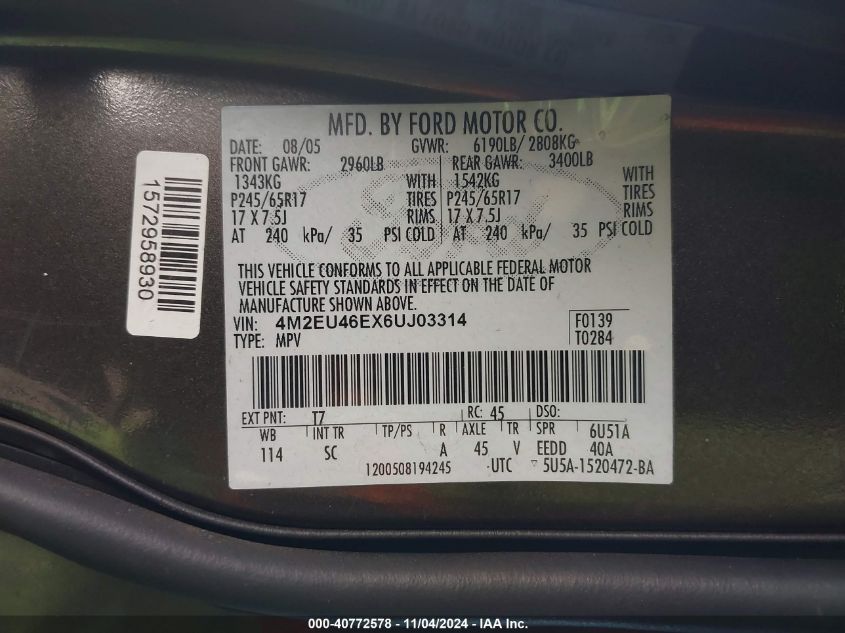 MFD. BY FORD MOTOR CO.
DATE: 08/05 GVWR: 6190LB/ 2808KG
FRONT GAWR: 2960LB REAR GAWR: 3400LB
1343KG WITH 1542KG WITH
P245/65R17 TIRES P245/65R17 TIRES
17 X 7.5J RIMS 17 X 7.5J RIMS
AT 240 kPa/ 35 PSI COLD AT 240 kPa/ 35 PSI COLD
THIS VEHICLE CONFORMS TO ALL APPLICABLE FEDERAL MOTOR
VEHICLE SAFETY STANDARDS IN EFFECT ON THE DATE OF
MANUFACTURE SHOWN ABOVE.
VIN: 4M2EU46EX6UJ03314 F0139
TYPE: MPV T0284
EXT PNT: T7 RC: 45 DSO:
WB INT TR TP/PS R AXLE TR SPR 6U51A
114 SC A 45 V EEDD 40A
1200508194245 UTC ▽ 5U5A-1520472-BA
1572958930
000-40772578 - 11/04/2024 - IAA Inc.